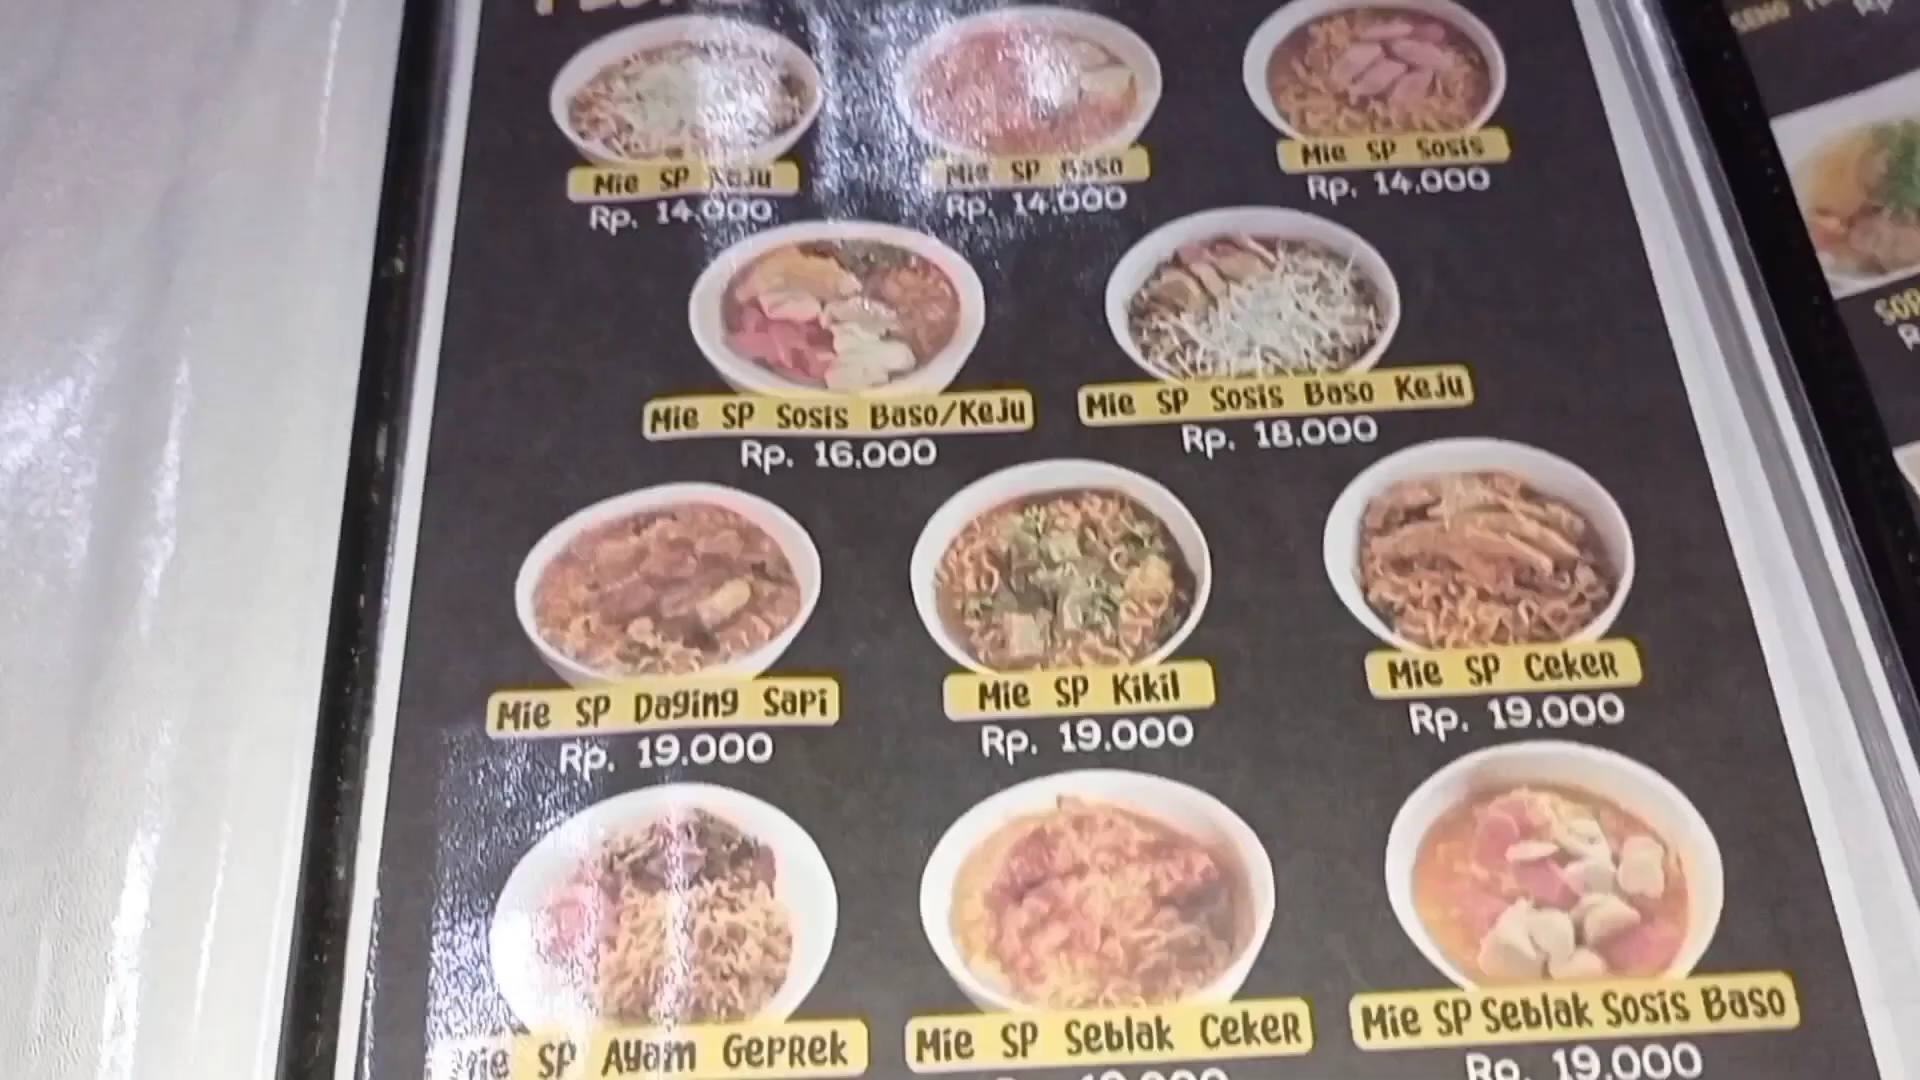 Mie SP Keju
Rp. 14.000
Mie SP Baso
Rp. 14.000
Mie SP Sosis
Rp. 14.000
Mie SP Sosis Baso/Keju
Rp. 16.000
Mie SP Sosis Baso Keju
Rp. 18.000
Mie SP Daging Sapi
Rp. 19.000
Mie SP Kikil
Rp. 19.000
Mie SP Ceker
Rp. 19.000
Mie SP Ayam Geprek
Mie SP Seblak Ceker
Mie SP Seblak Sosis Baso
Rp. 19.000